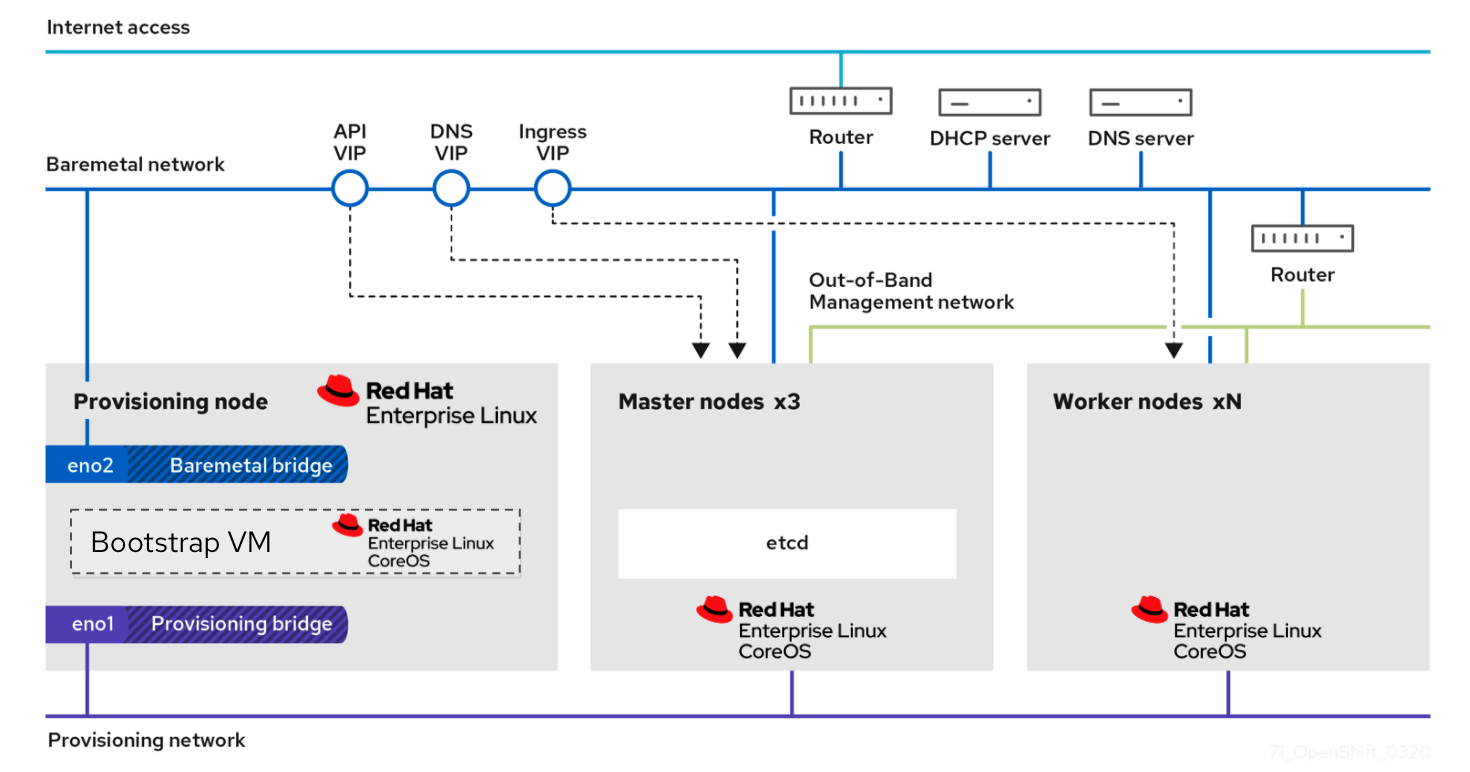 Internet access
API
VIP
DNS
VIP
Ingress
VIP
Router
DHCP server
DNS server
Baremetal network
Router
Out-of-Band
Management network
Provisioning node
Red Hat
Enterprise Linux
eno2
Baremetal bridge
Bootstrap VM
Red Hat
Enterprise Linux
CoreOS
eno1
Provisioning bridge
Master nodes x3
etcd
Red Hat
Enterprise Linux
CoreOS
Worker nodes xN
Red Hat
Enterprise Linux
CoreOS
Provisioning network
71_OpenShift_0320